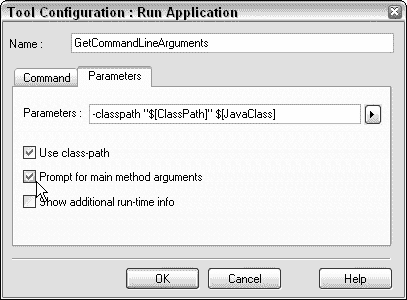 Tool Configuration : Run Application
Name : GetCommandLineArguments
Command Parameters
Parameters : -classpath "$[ClassPath]" $[JavaClass]
Use class-path
Prompt for main method arguments
Show additional run-time info
OK Cancel Help